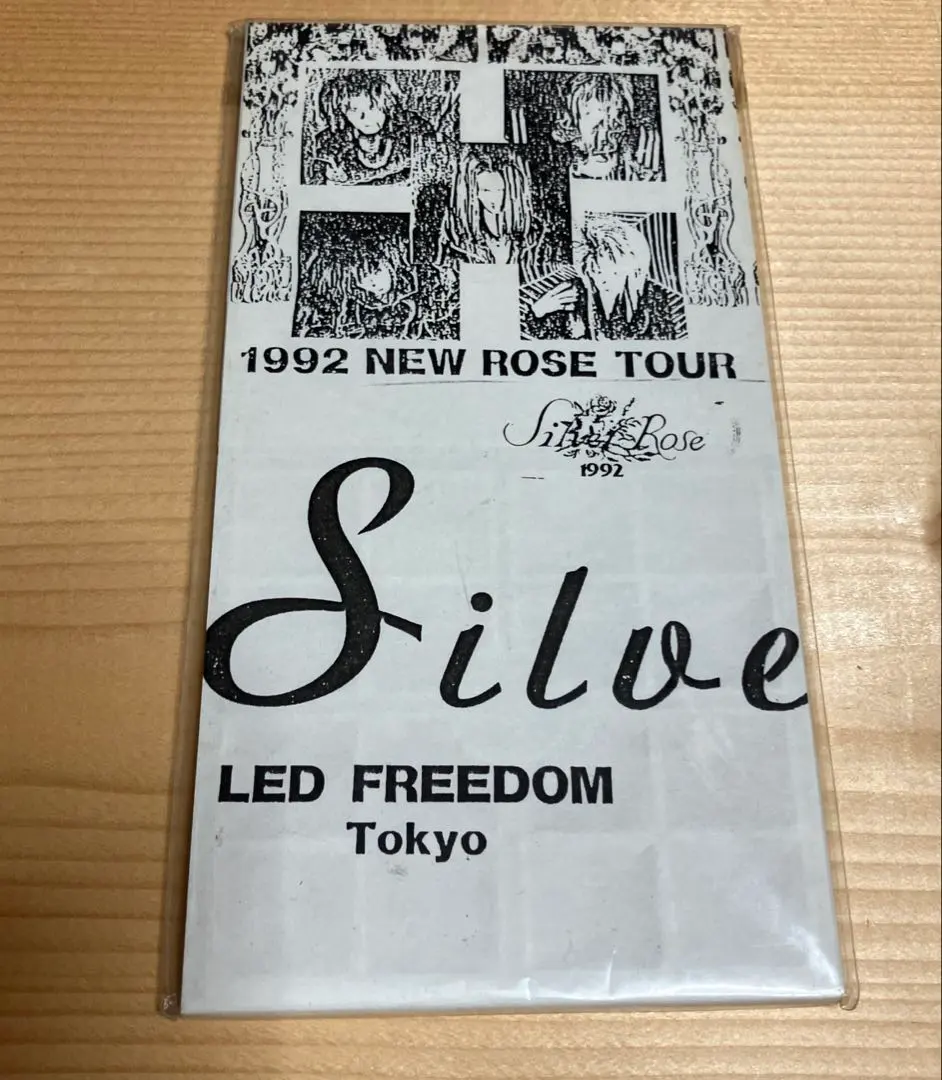 1992 NEW ROSE TOUR
Silver Rose
1992
Silve
LED FREEDOM
Tokyo